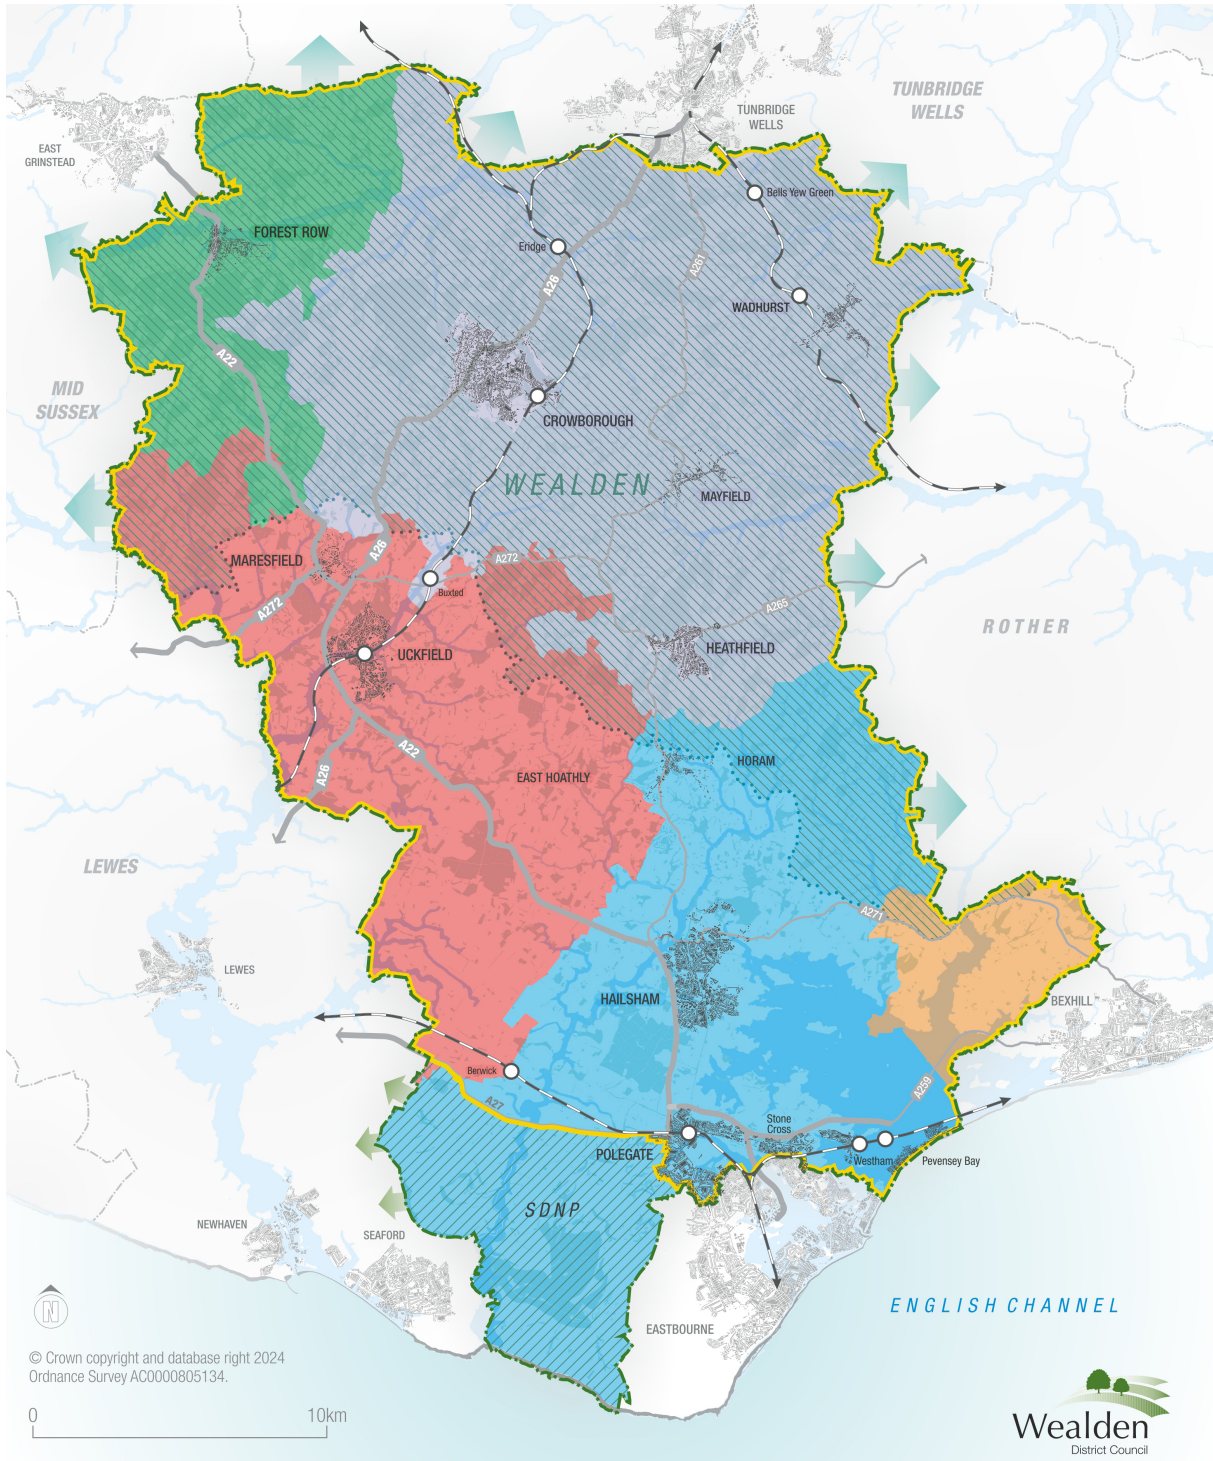 TUNBRIDGE
WELLS
TUNBRIDGE
WELLS
EAST
GRINSTEAD
Bells Yew Green
FOREST ROW
Eridge
A261
A26
WADHURST
A22
MID
SUSSEX
CROWBOROUGH
WEALDEN
MAYFIELD
A26
MARESFIELD
A272
Buxted
A272
A265
ROTHER
UCKFIELD
HEATHFIELD
A22
HORAM
A26
EAST HOATHLY
LEWES
A271
LEWES
HAILSHAM
BEXHILL
Berwick
A259
A27
Stone
Cross
POLEGATE
Westham
Pevensey Bay
SDNP
NEWHAVEN
SEAFORD
N
ENGLISH CHANNEL
EASTBOURNE
© Crown copyright and database right 2024
Ordnance Survey AC0000805134.
0 10km
Wealden
District Council